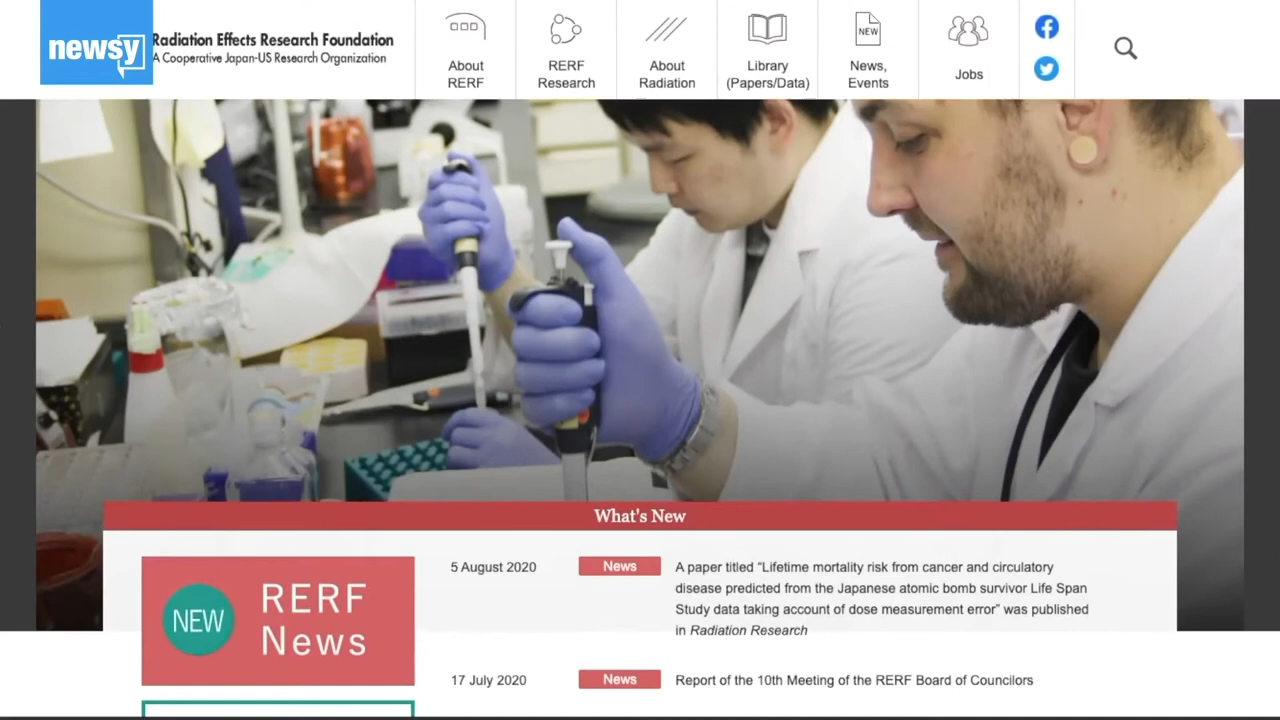 newsy
Radiation Effects Research Foundation
A Cooperative Japan-US Research Organization
About
RERF
RERF
Research
About
Radiation
Library
(Papers/Data)
NEW
News,
Events
Jobs
What's New
NEW
RERF
News
5 August 2020
News
A paper titled “Lifetime mortality risk from cancer and circulatory
disease predicted from the Japanese atomic bomb survivor Life Span
Study data taking account of dose measurement error” was published
in Radiation Research
17 July 2020
News
Report of the 10th Meeting of the RERF Board of Councilors